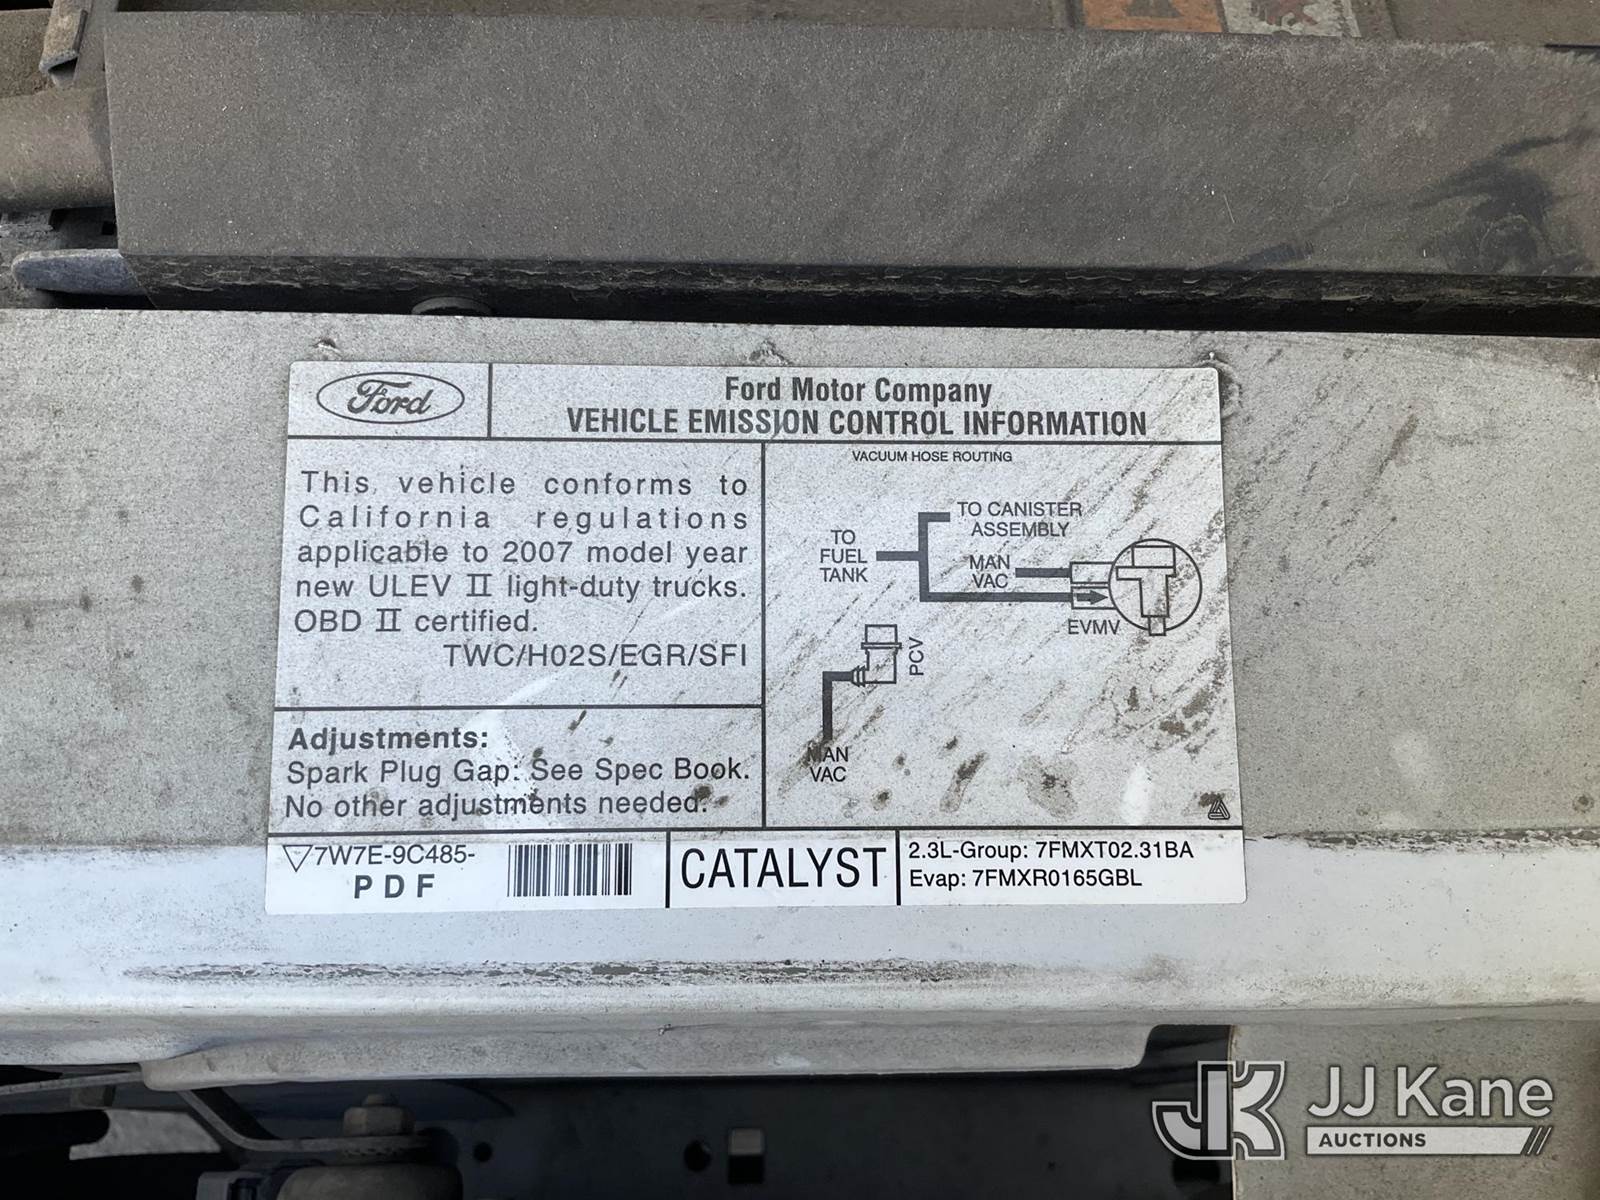 Ford
Ford Motor Company
VEHICLE EMISSION CONTROL INFORMATION
This vehicle conforms to
California regulations
applicable to 2007 model year
new ULEV II light-duty trucks.
OBD II certified.
TWC/H02S/EGR/SFI
Adjustments:
Spark Plug Gap: See Spec Book.
No other adjustments needed.
VACUUM HOSE ROUTING
TO CANISTER
ASSEMBLY
TO
FUEL
TANK
MAN
VAC
EVMV
PCV
MAN
VAC
7W7E-9C485-
PDF
CATALYST
2.3L-Group: 7FMXT02.31BA
Evap: 7FMXR0165GBL
JJ Kane
AUCTIONS